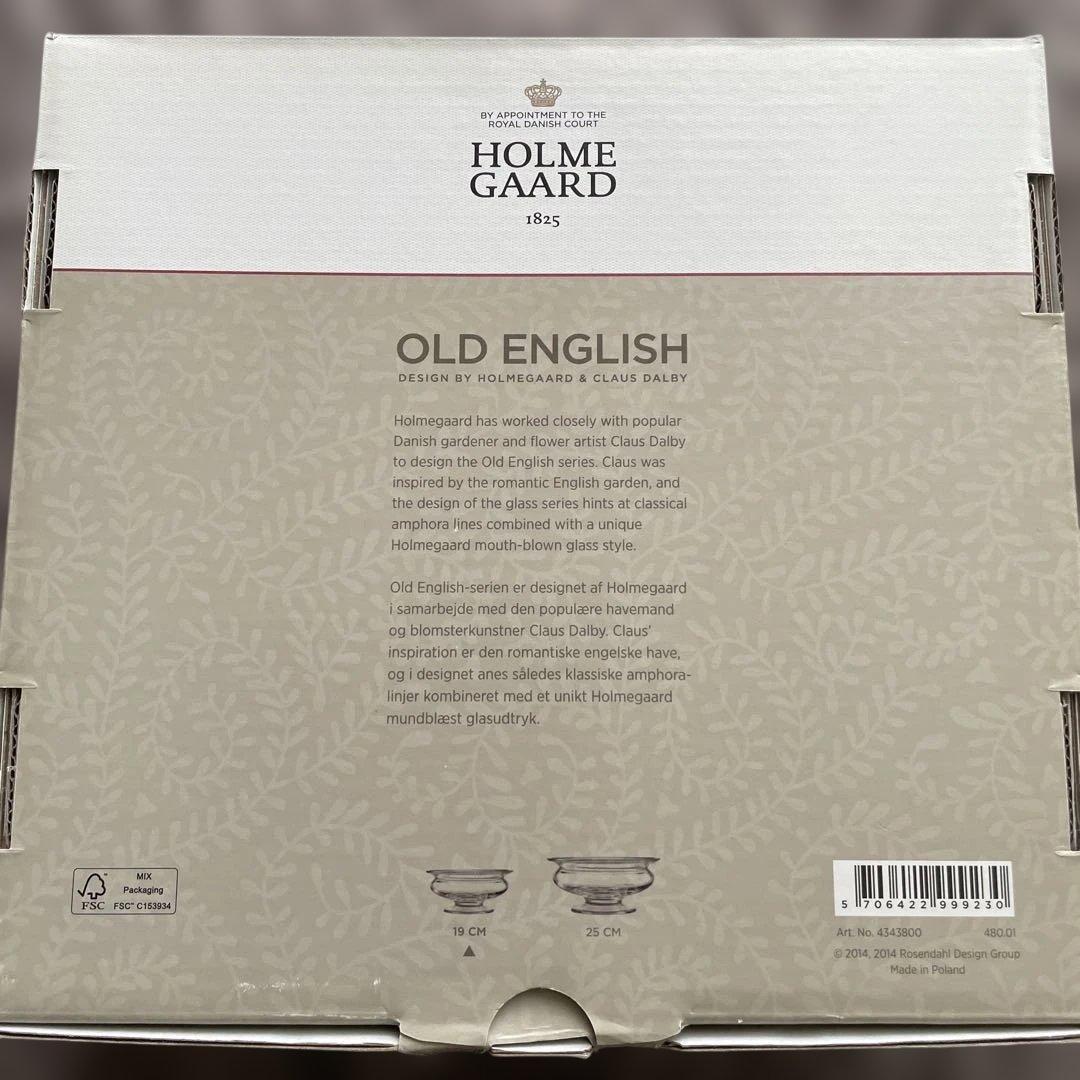 BY APPOINTMENT TO THE
ROYAL DANISH COURT
HOLME
GAARD
1825
OLD ENGLISH
DESIGN BY HOLMEGAARD & CLAUS DALBY
Holmegaard has worked closely with popular
Danish gardener and flower artist Claus Dalby
to design the Old English series. Claus was
inspired by the romantic English garden, and
the design of the glass series hints at classical
amphora lines combined with a unique
Holmegaard mouth-blown glass style.
Old English-serien er designet af Holmegaard
i samarbejde med den populære havemand
og blomsterkunstner Claus Dalby. Claus'
inspiration er den romantiske engelske have,
og i designet anes således klassiske amphora-
linjer kombineret med et unikt Holmegaard
mundblæst glasudtryk.
MIX
Packaging
FSC FSC™ C153934
19 CM 25 CM
5 706422 999230
Art. No. 4343800 480.01
© 2014, 2014 Rosendahl Design Group
Made in Poland